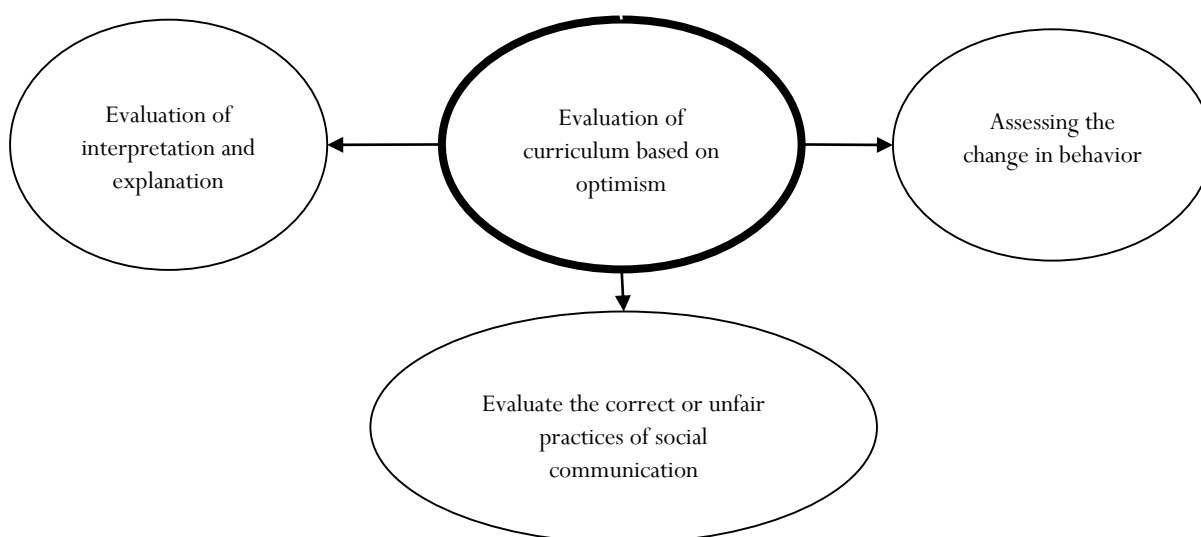 Evaluation of
interpretation and
explanation
Evaluation of
curriculum based on
optimism
Assessing the
change in behavior
Evaluate the correct or unfair
practices of social
communication